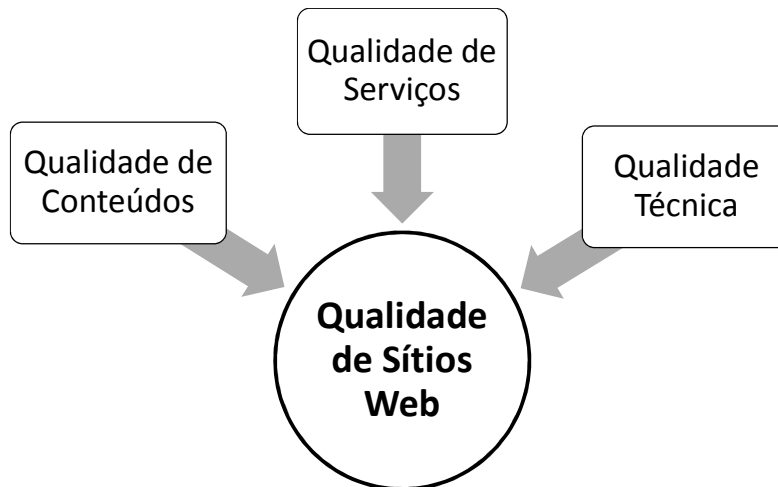 Qualidade de
Serviços
Qualidade de
Conteúdos
Qualidade
Técnica
Qualidade
de Sítios
Web